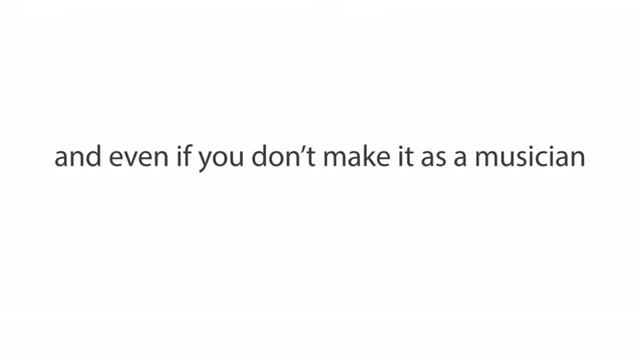 and even if you don’t make it as a musician